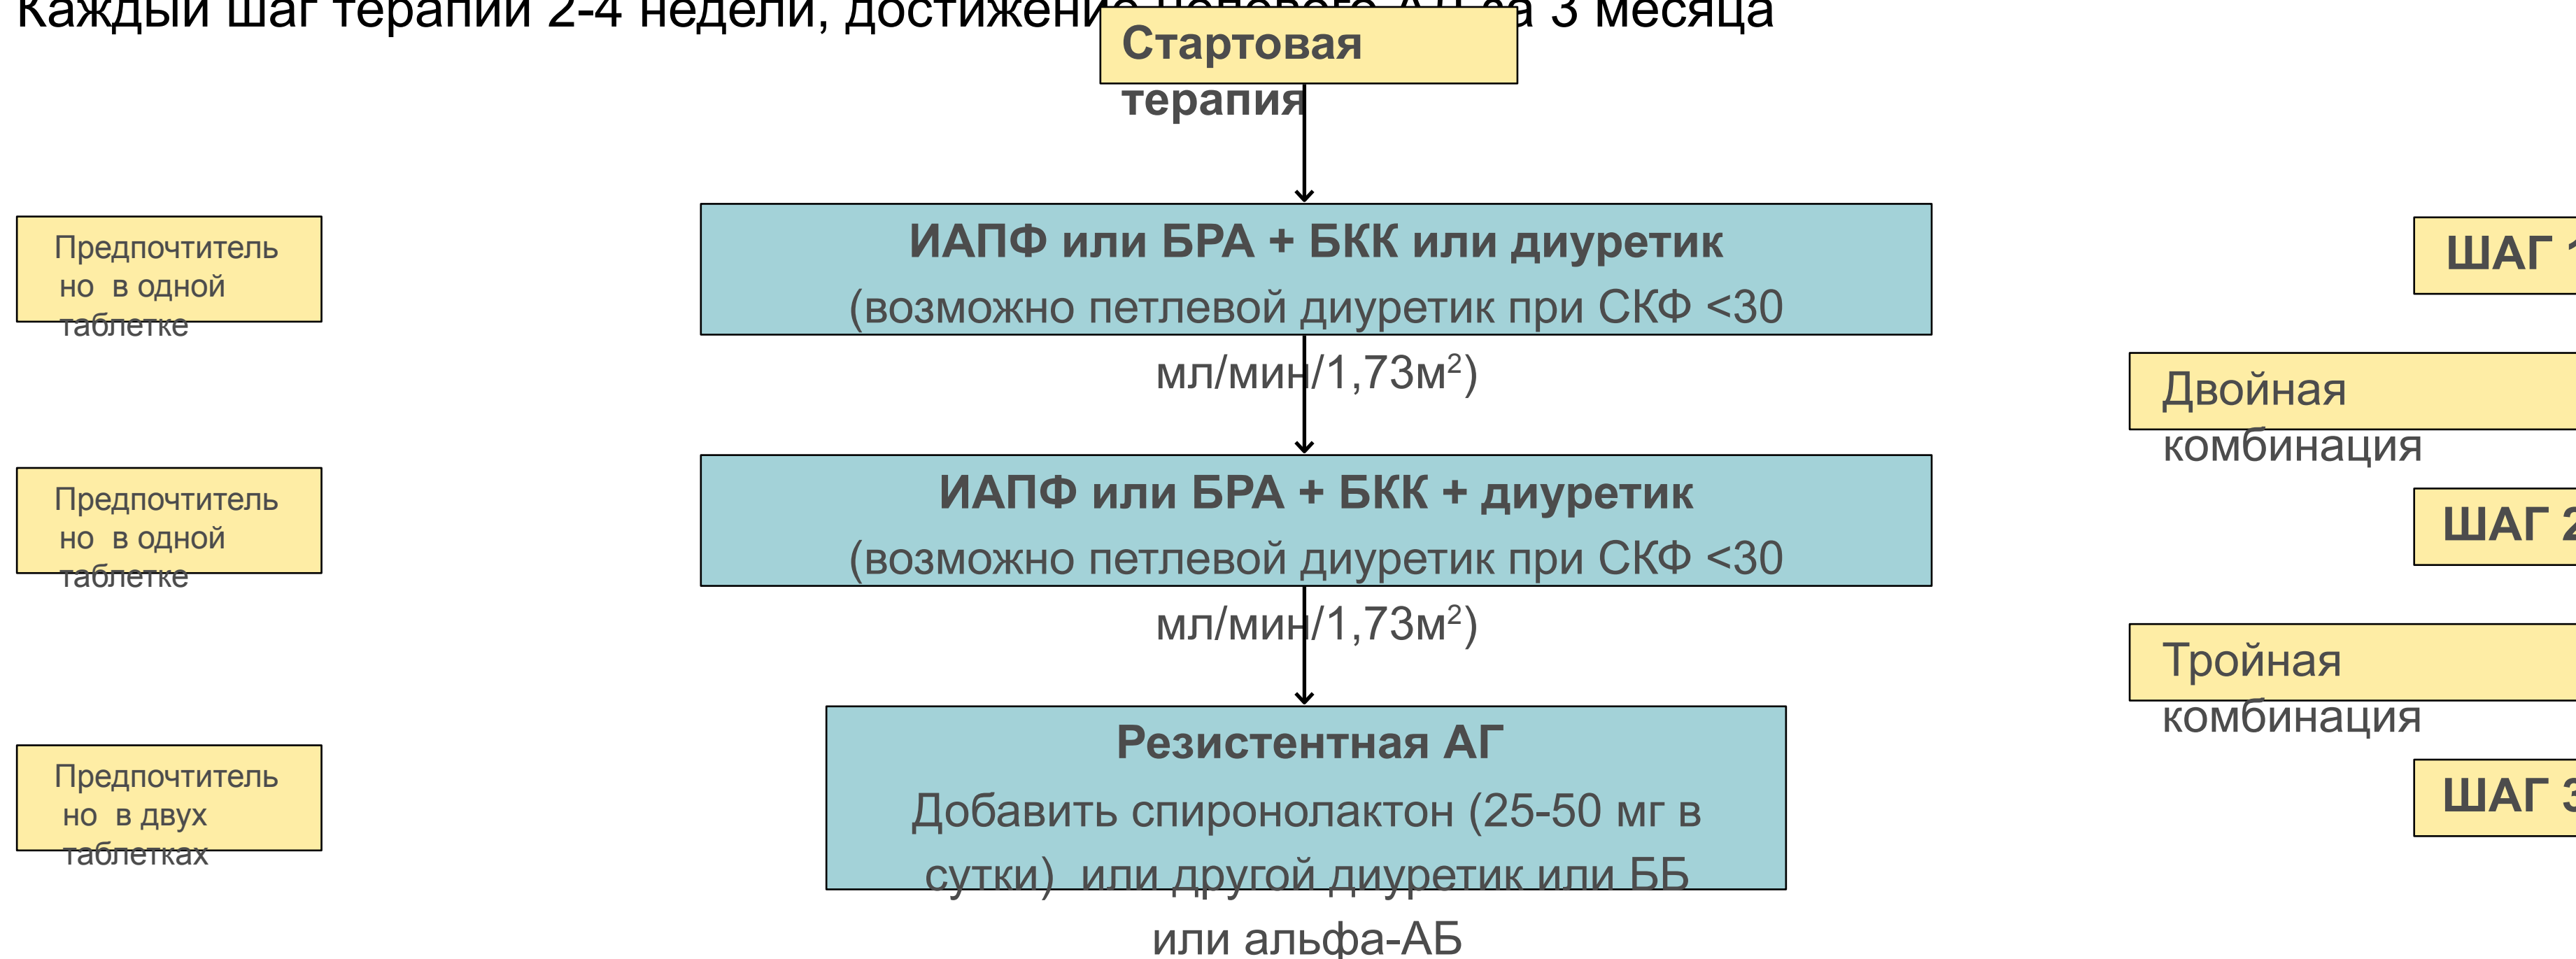 Каждый шаг терапии 2-4 недели, достижение целевого АД за 3 месяца
Стартовая
терапия
Предпочтитель
но в одной
таблетке
ИАПФ или БРА + БКК или диуретик
(возможно петлевой диуретик при СКФ <30
мл/мин/1,73м²)
ШАГ 1
Двойная
комбинация
Предпочтитель
но в одной
таблетке
ИАПФ или БРА + БКК + диуретик
(возможно петлевой диуретик при СКФ <30
мл/мин/1,73м²)
ШАГ 2
Тройная
комбинация
Предпочтитель
но в двух
таблетках
Резистентная АГ
Добавить спиронолактон (25-50 мг в
сутки) или другой диуретик или ББ
или альфа-АБ
ШАГ 3